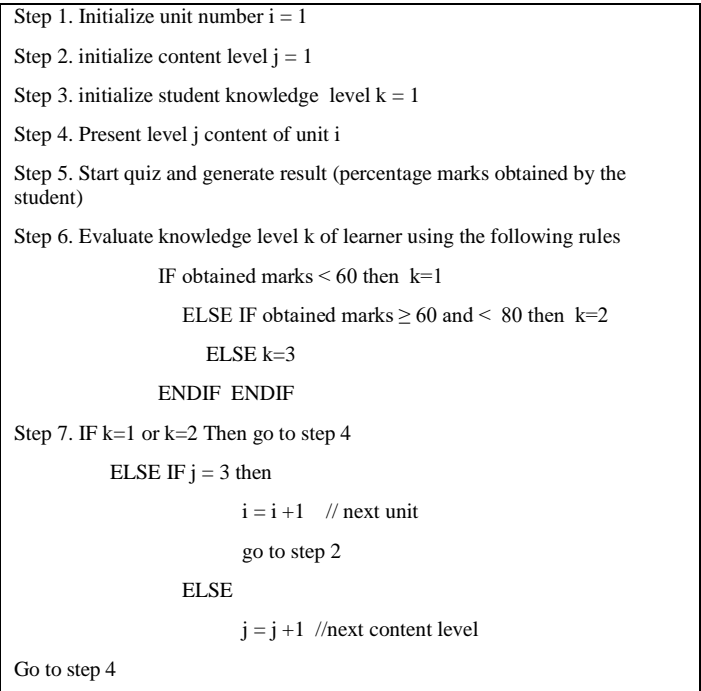 Step 1. Initialize unit number i = 1
Step 2. initialize content level j = 1
Step 3. initialize student knowledge  level k = 1
Step 4. Present level j content of unit i
Step 5. Start quiz and generate result (percentage marks obtained by the
student)
Step 6. Evaluate knowledge level k of learner using the following rules
IF obtained marks < 60 then  k=1
ELSE IF obtained marks ≥ 60 and <  80 then  k=2
ELSE k=3
ENDIF  ENDIF
Step 7. IF k=1 or k=2 Then go to step 4
ELSE IF j = 3 then
i = i +1    // next unit
go to step 2
ELSE
j = j +1  //next content level
Go to step 4